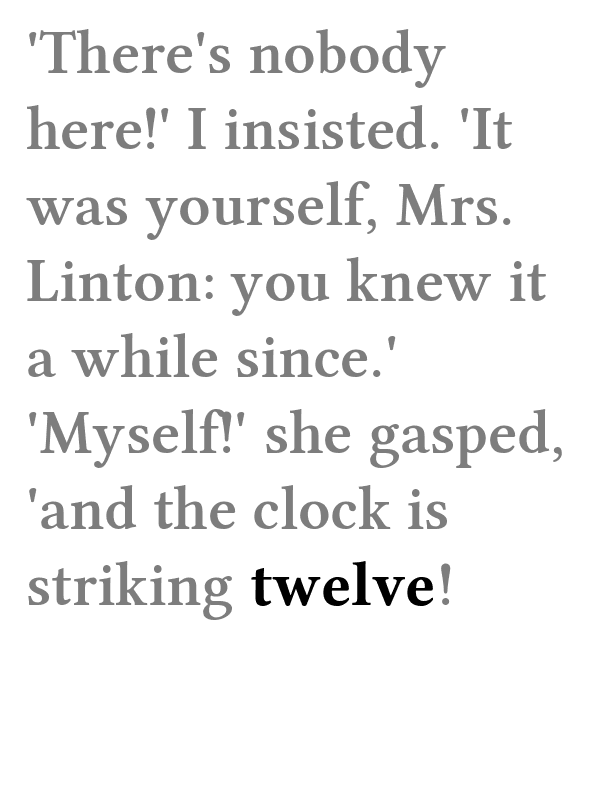 'There's nobody
here!' I insisted. 'It
was yourself, Mrs.
Linton: you knew it
a while since.'
'Myself!' she gasped,
'and the clock is
striking twelve!